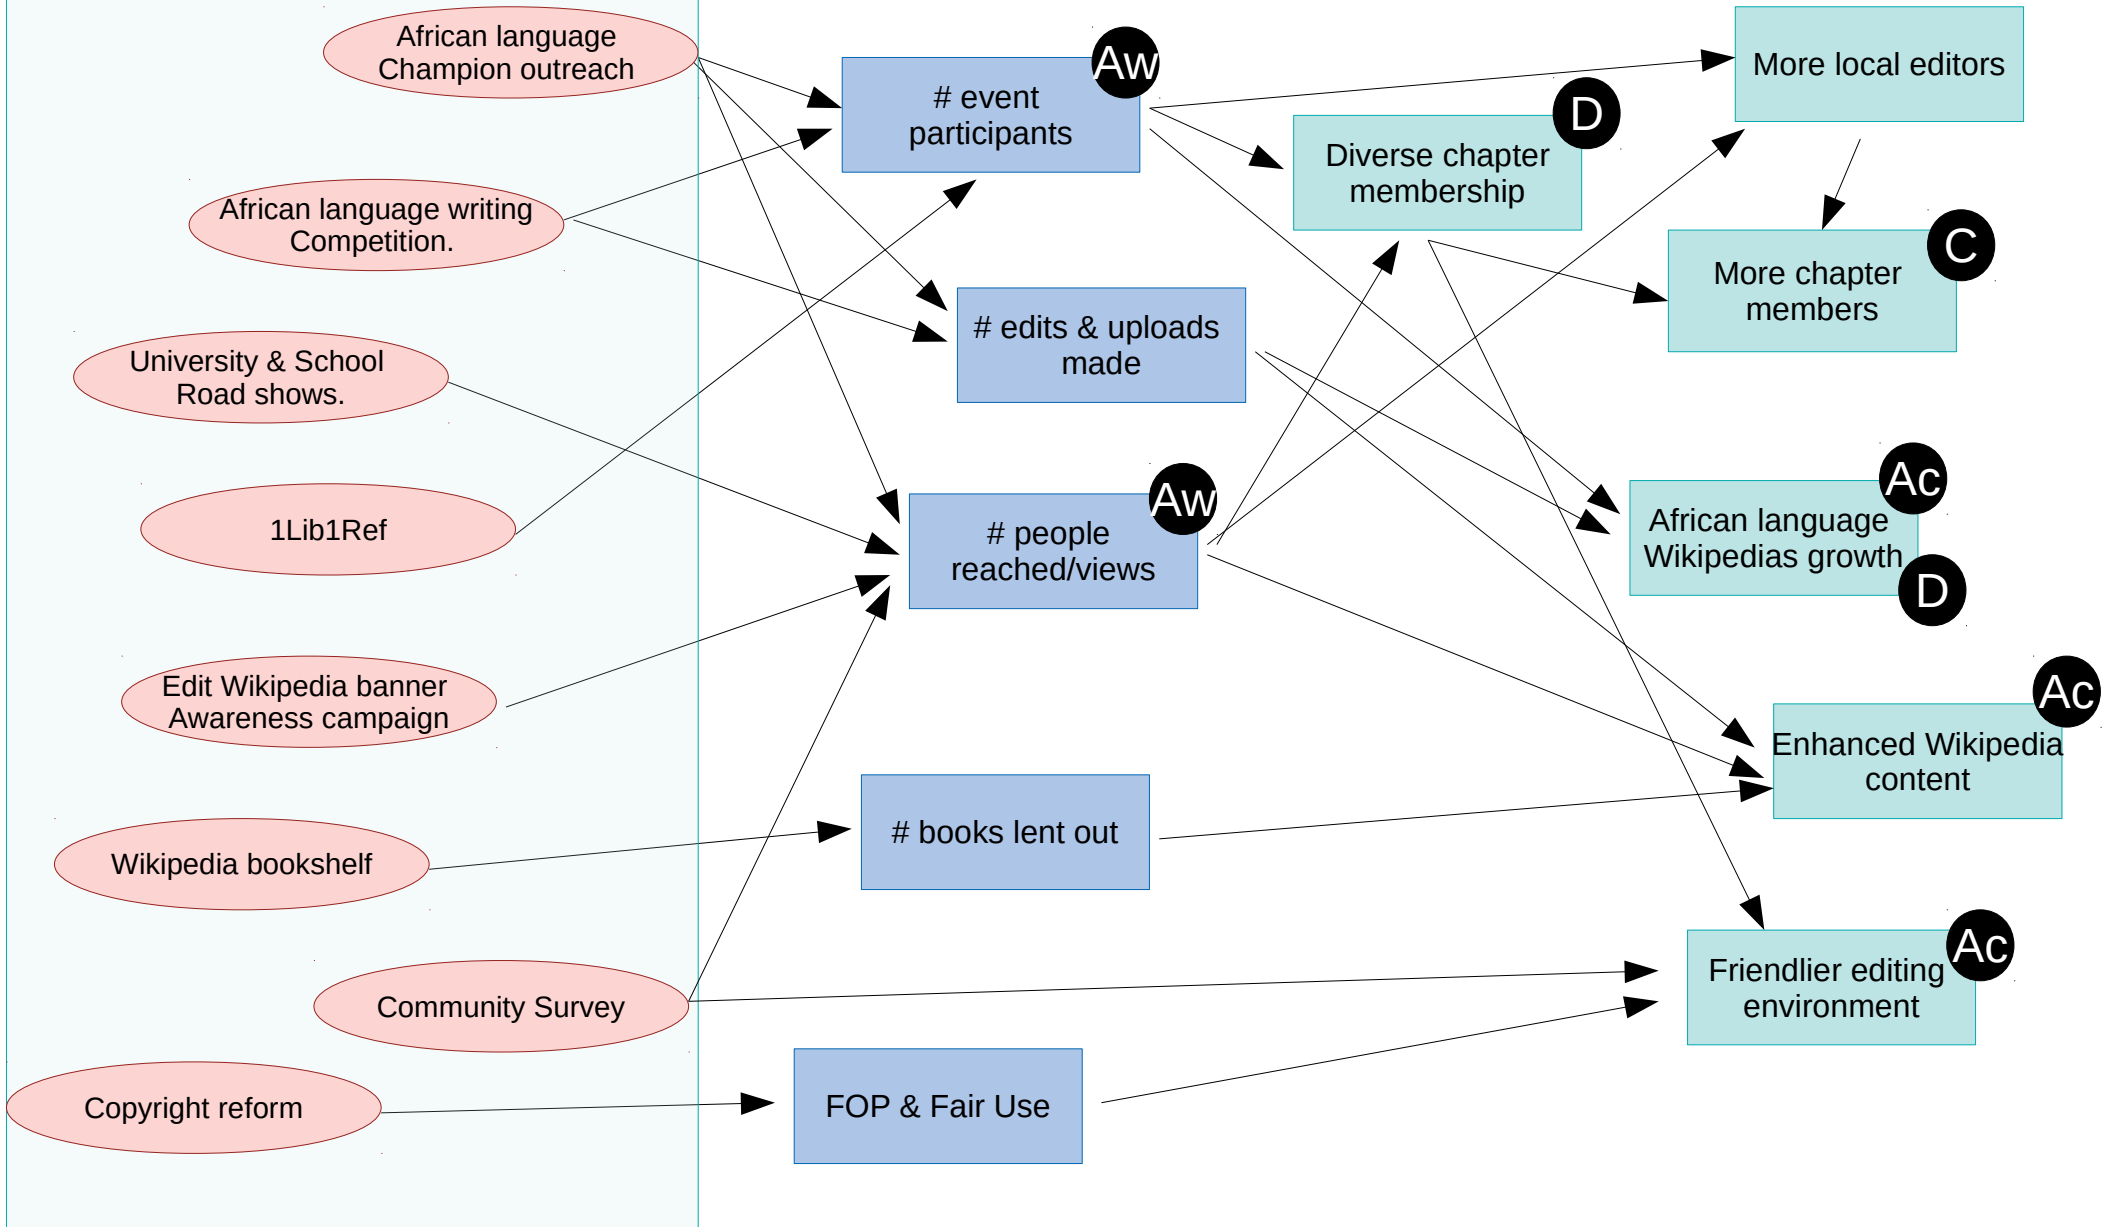 African language
Champion outreach
African language writing
Competition.
University & School
Road shows.
1Lib1Ref
Edit Wikipedia banner
Awareness campaign
Wikipedia bookshelf
Community Survey
Copyright reform
# event
participants
Aw
# edits & uploads
made
# people
reached/views
Aw
# books lent out
FOP & Fair Use
Diverse chapter
membership
D
More local editors
More chapter
members
C
African language
Wikipedias growth
Ac
D
Enhanced Wikipedia
content
Ac
Friendlier editing
environment
Ac